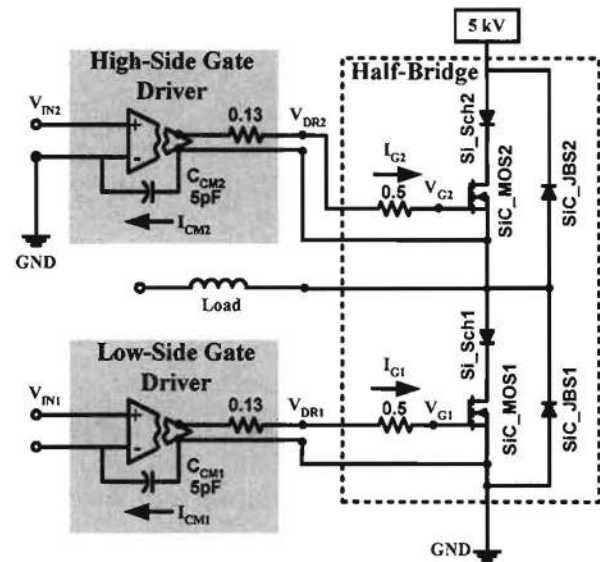 5 kV
High-Side Gate
Driver
Half-Bridge
V_IN2
+
-
0.13
V_DR2
C_CM2
5pF
I_CM2
GND
I_G2
0.5
V_G2
Si_Sch2
SiC_MOS2
SiC_JBS2
Load
Low-Side Gate
Driver
V_IN1
+
-
0.13
V_DR1
C_CM1
5pF
I_CM1
I_G1
0.5
V_G1
Si_Sch1
SiC_MOS1
SiC_JBS1
GND